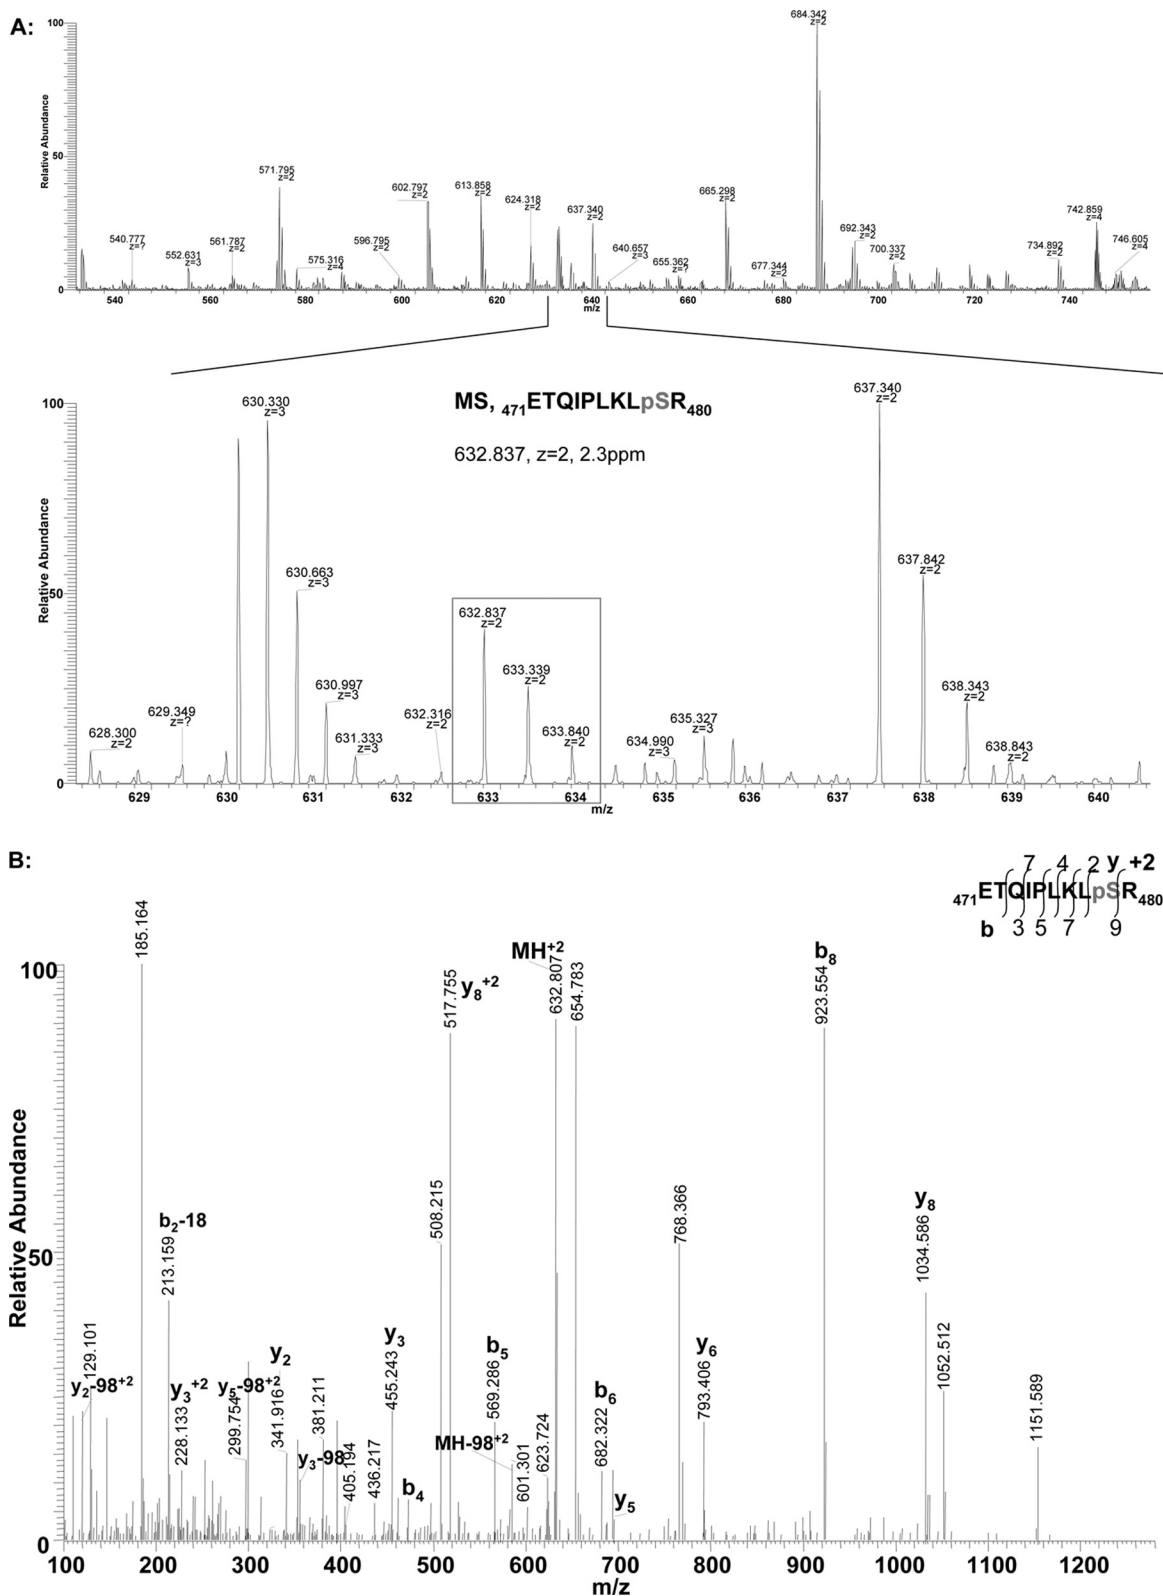 A:
Relative Abundance
100
50
0
540.777
z=?
552.631
z=3
561.787
z=2
571.795
z=2
575.316
z=4
596.795
z=2
602.797
z=2
613.858
z=2
624.318
z=2
637.340
z=2
640.657
z=3
655.362
z=?
665.298
z=2
677.344
z=2
684.342
z=2
692.343
z=2
700.337
z=2
734.892
z=2
742.859
z=4
746.605
z=4
540 560 580 600 620 640 660 680 700 720 740
m/z
MS, 471ETQIPLKLpSR480
632.837, z=2, 2.3ppm
Relative Abundance
100
50
0
628.300
z=2
629.349
z=?
630.330
z=3
630.663
z=3
630.997
z=3
631.333
z=3
632.316
z=2
632.837
z=2
633.339
z=2
633.840
z=2
634.990
z=3
635.327
z=3
637.340
z=2
637.842
z=2
638.343
z=2
638.843
z=2
629 630 631 632 633 634 635 636 637 638 639 640
m/z
B:
7 4 2 y +2
471ETQIPLKLpSR480
b 3 5 7 9
Relative Abundance
100
50
0
y2-98+2
129.101
185.164
b2-18
213.159
y3+2
228.133
y5-98+2
299.754
y2
341.916
y3-98
381.211
405.194
436.217
y3
455.243
b4
508.215
y8+2
517.755
b5
569.286
MH-98+2
601.301
623.724
MH+2
632.807
654.783
b6
682.322
y5
768.366
y6
793.406
b8
923.554
y8
1034.586
1052.512
1151.589
100 200 300 400 500 600 700 800 900 1000 1100 1200
m/z